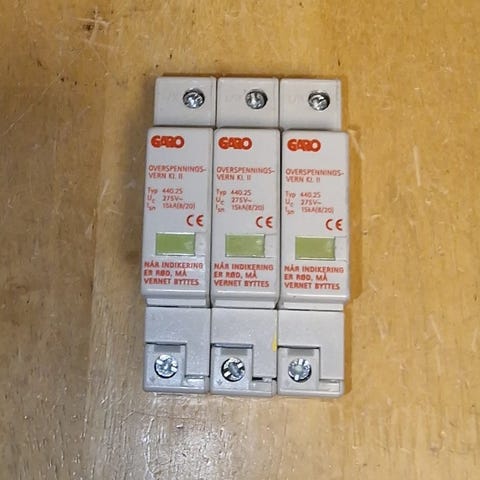 GARO
OVERSPENNINGS-
VERN Kl. II
Typ 440.25
Uc 275V~
Isn 15kA(8/20)
CE
NÅR INDIKERING
ER RØD, MÅ
VERNET BYTTES
GARO
OVERSPENNINGS-
VERN Kl. II
Typ 440.25
Uc 275V~
Isn 15kA(8/20)
CE
NÅR INDIKERING
ER RØD, MÅ
VERNET BYTTES
GARO
OVERSPENNINGS-
VERN Kl. II
Typ 440.25
Uc 275V~
Isn 15kA(8/20)
CE
NÅR INDIKERING
ER RØD, MÅ
VERNET BYTTES